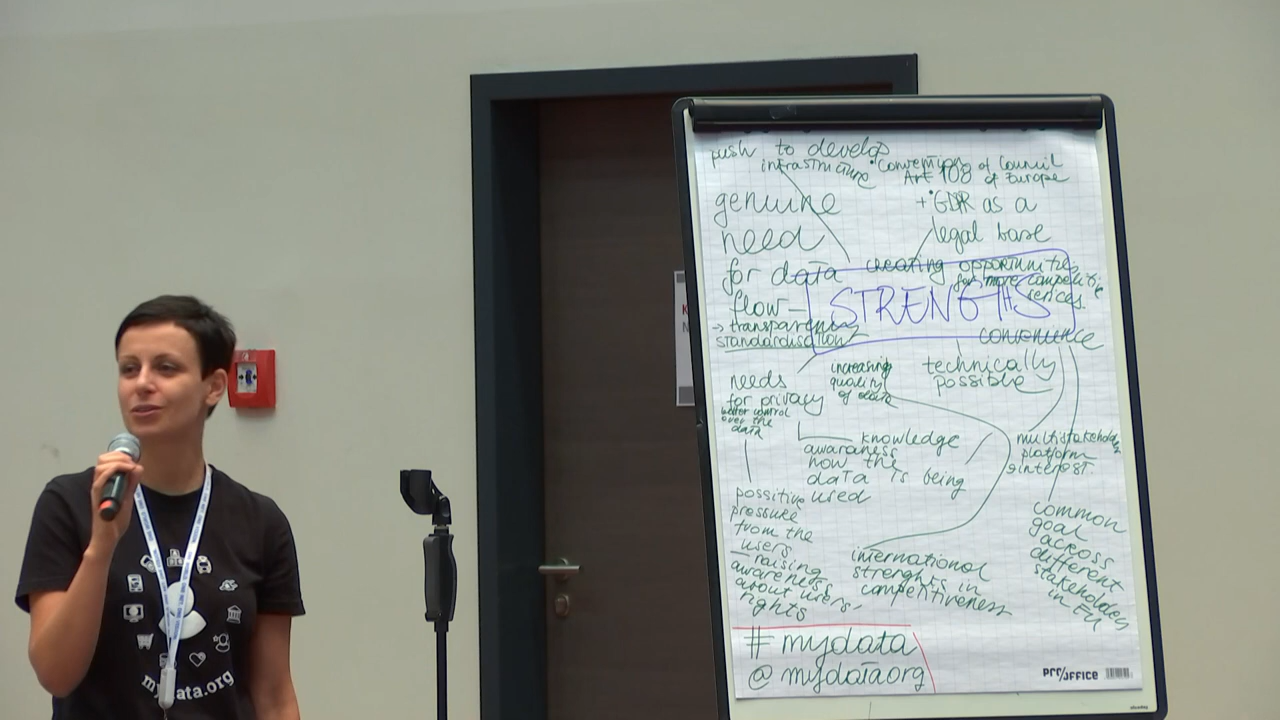 push to develop
infrastructure
• Convention of Council
Art 108 of Europe
genuine
need
for data
flow —
→ transparency
standardisation
+ • GDPR as a
legal base
creating opportunities
for more competitive
services.
STRENGTHS
convenience
needs
for privacy
better control
over the
data
increasing
quality
of data
technically
possible
knowledge
awareness
how the
data is being
used
multistakeholder
platform
interest
possitive
pressure
from the
users
— raising
awareness
about users'
rights
international
strenghts in
competitiveness
common
goal
across
different
stakeholders
in EU
# mydata
@ mydataorg
pro/office
mydata.org